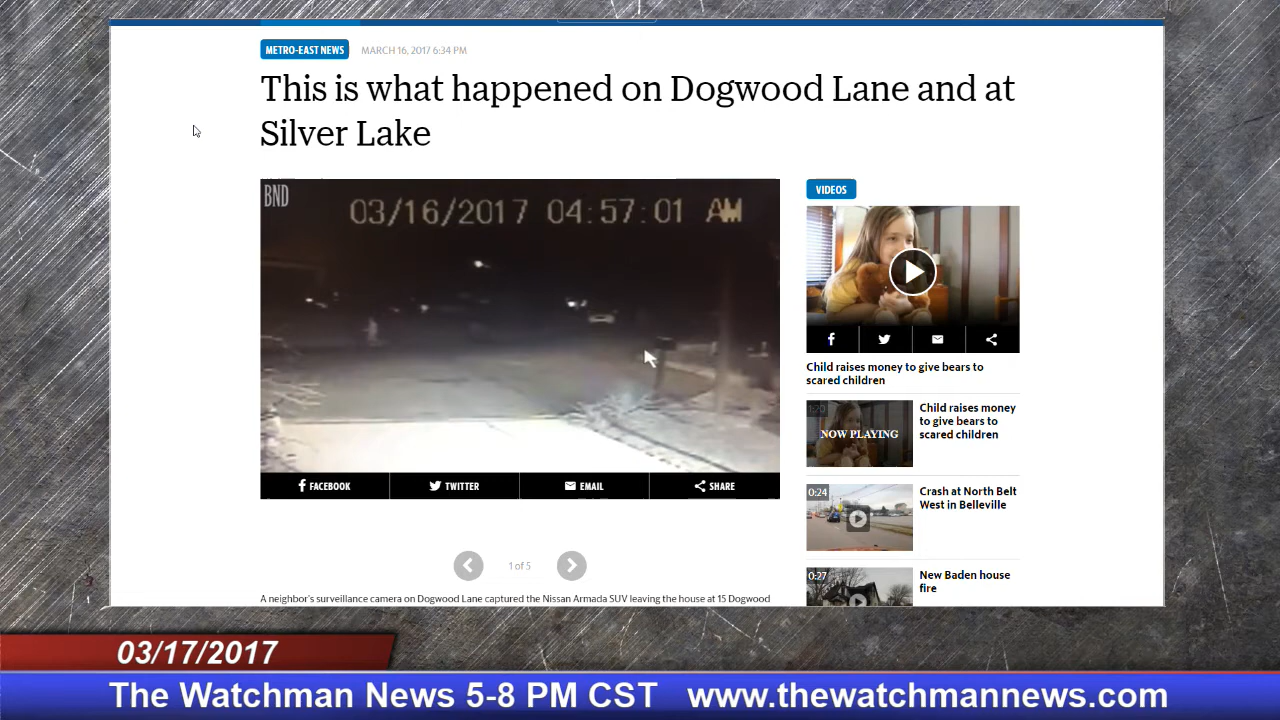 METRO-EAST NEWS MARCH 16, 2017 6:34 PM
This is what happened on Dogwood Lane and at
Silver Lake
BND
03/16/2017 04:57:01 AM
FACEBOOK TWITTER EMAIL SHARE
1 of 5
A neighbor's surveillance camera on Dogwood Lane captured the Nissan Armada SUV leaving the house at 15 Dogwood
VIDEOS
Child raises money to give bears to
scared children
1:20
NOW PLAYING
Child raises money
to give bears to
scared children
0:24
Crash at North Belt
West in Belleville
0:27
New Baden house
fire
03/17/2017
The Watchman News 5-8 PM CST www.thewatchmannews.com